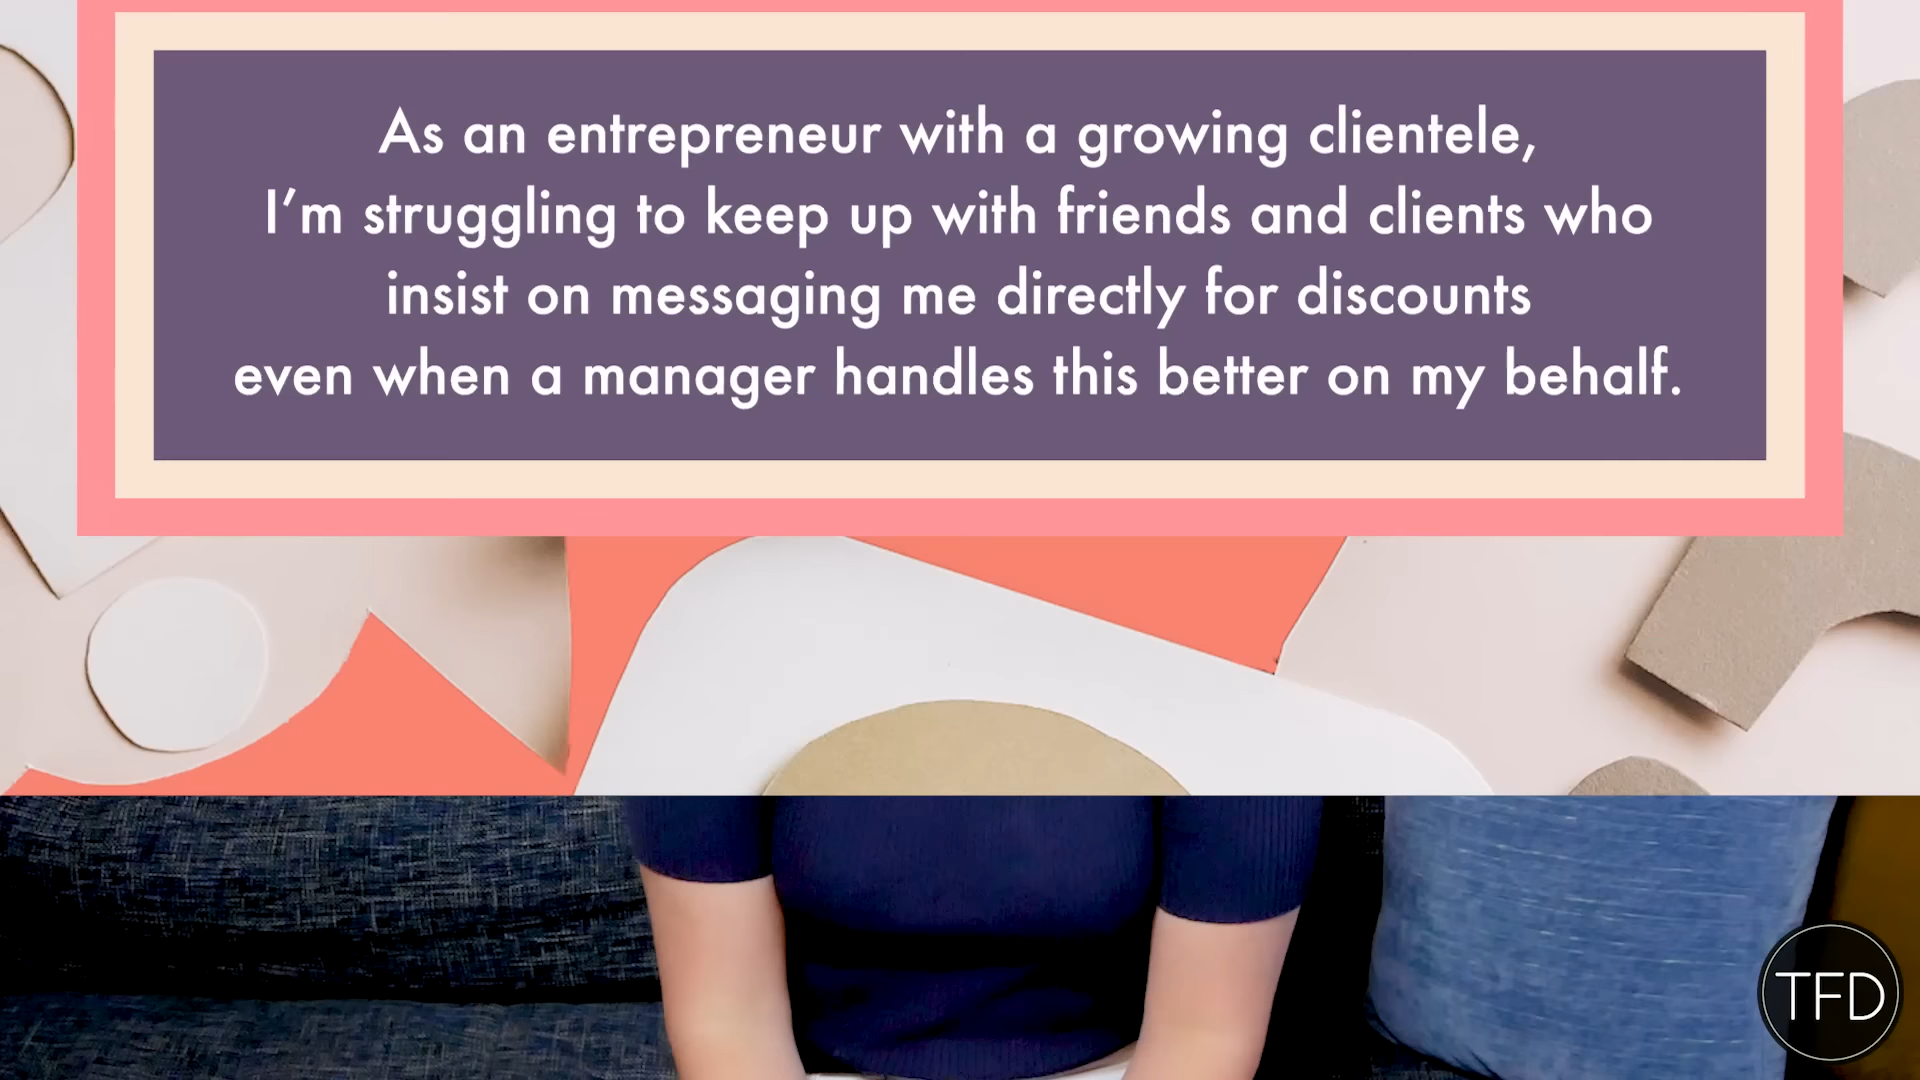 As an entrepreneur with a growing clientele,
I’m struggling to keep up with friends and clients who
insist on messaging me directly for discounts
even when a manager handles this better on my behalf.
TFD